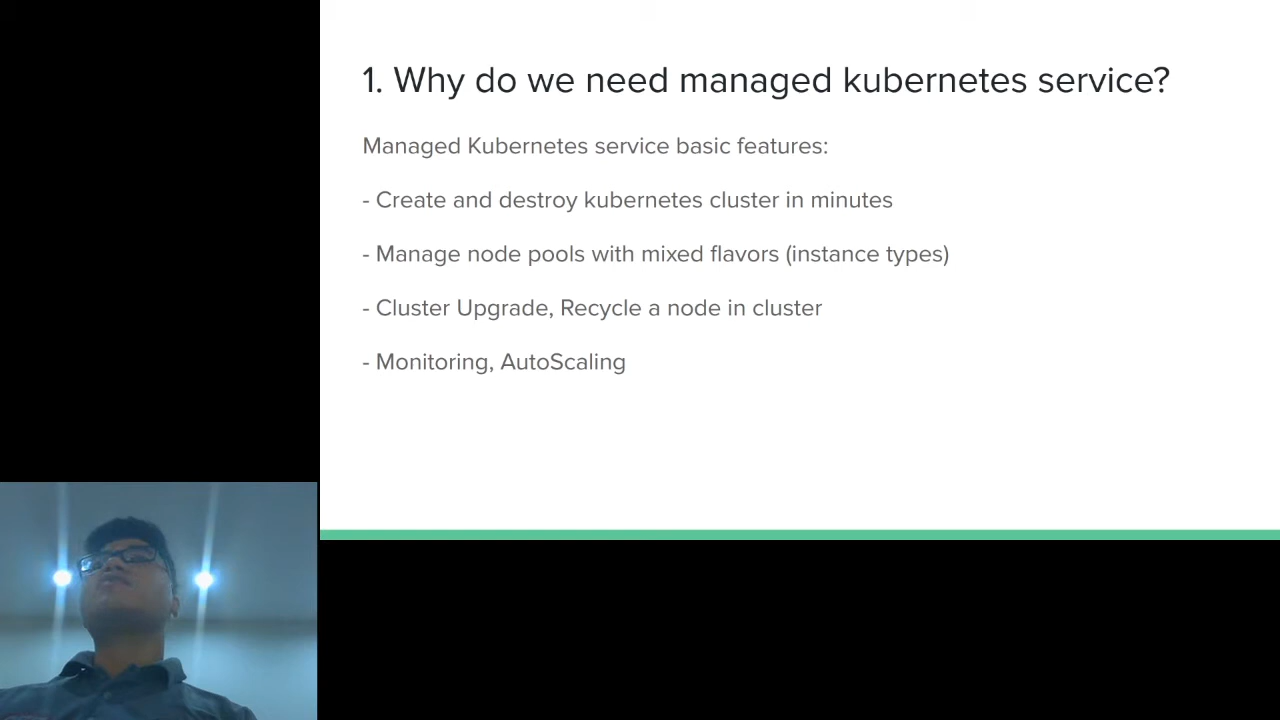 1. Why do we need managed kubernetes service?
Managed Kubernetes service basic features:
- Create and destroy kubernetes cluster in minutes
- Manage node pools with mixed flavors (instance types)
- Cluster Upgrade, Recycle a node in cluster
- Monitoring, AutoScaling